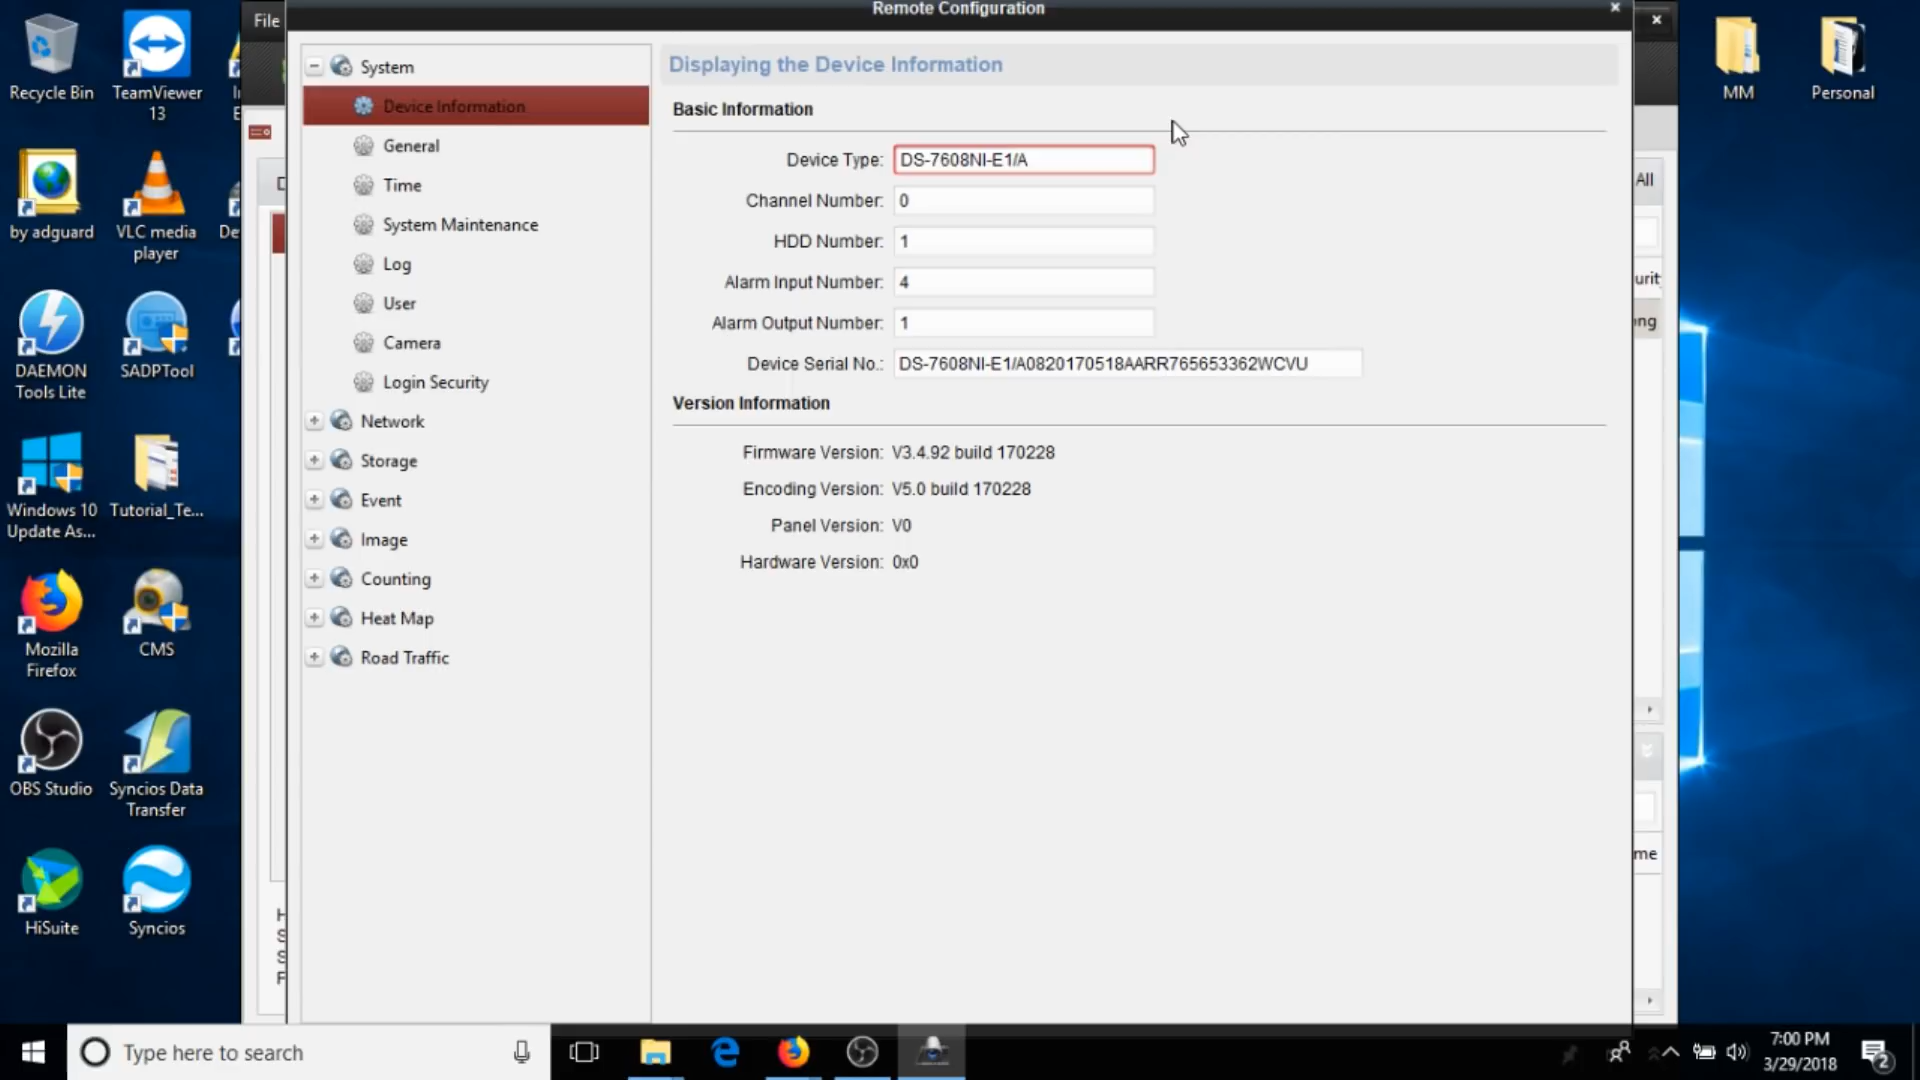 Remote Configuration
File
Recycle Bin
TeamViewer
13
by adguard
VLC media
player
De
DAEMON
Tools Lite
SADPTool
Windows 10
Update As...
Tutorial_Te...
Mozilla
Firefox
CMS
OBS Studio
Syncios Data
Transfer
HiSuite
Syncios
System
Device Information
General
Time
System Maintenance
Log
User
Camera
Login Security
Network
Storage
Event
Image
Counting
Heat Map
Road Traffic
Displaying the Device Information
Basic Information
Device Type: DS-7608NI-E1/A
Channel Number: 0
HDD Number: 1
Alarm Input Number: 4
Alarm Output Number: 1
Device Serial No.: DS-7608NI-E1/A0820170518AARR765653362WCVU
Version Information
Firmware Version: V3.4.92 build 170228
Encoding Version: V5.0 build 170228
Panel Version: V0
Hardware Version: 0x0
All
urit
ng
me
MM
Personal
Type here to search
7:00 PM
3/29/2018
2